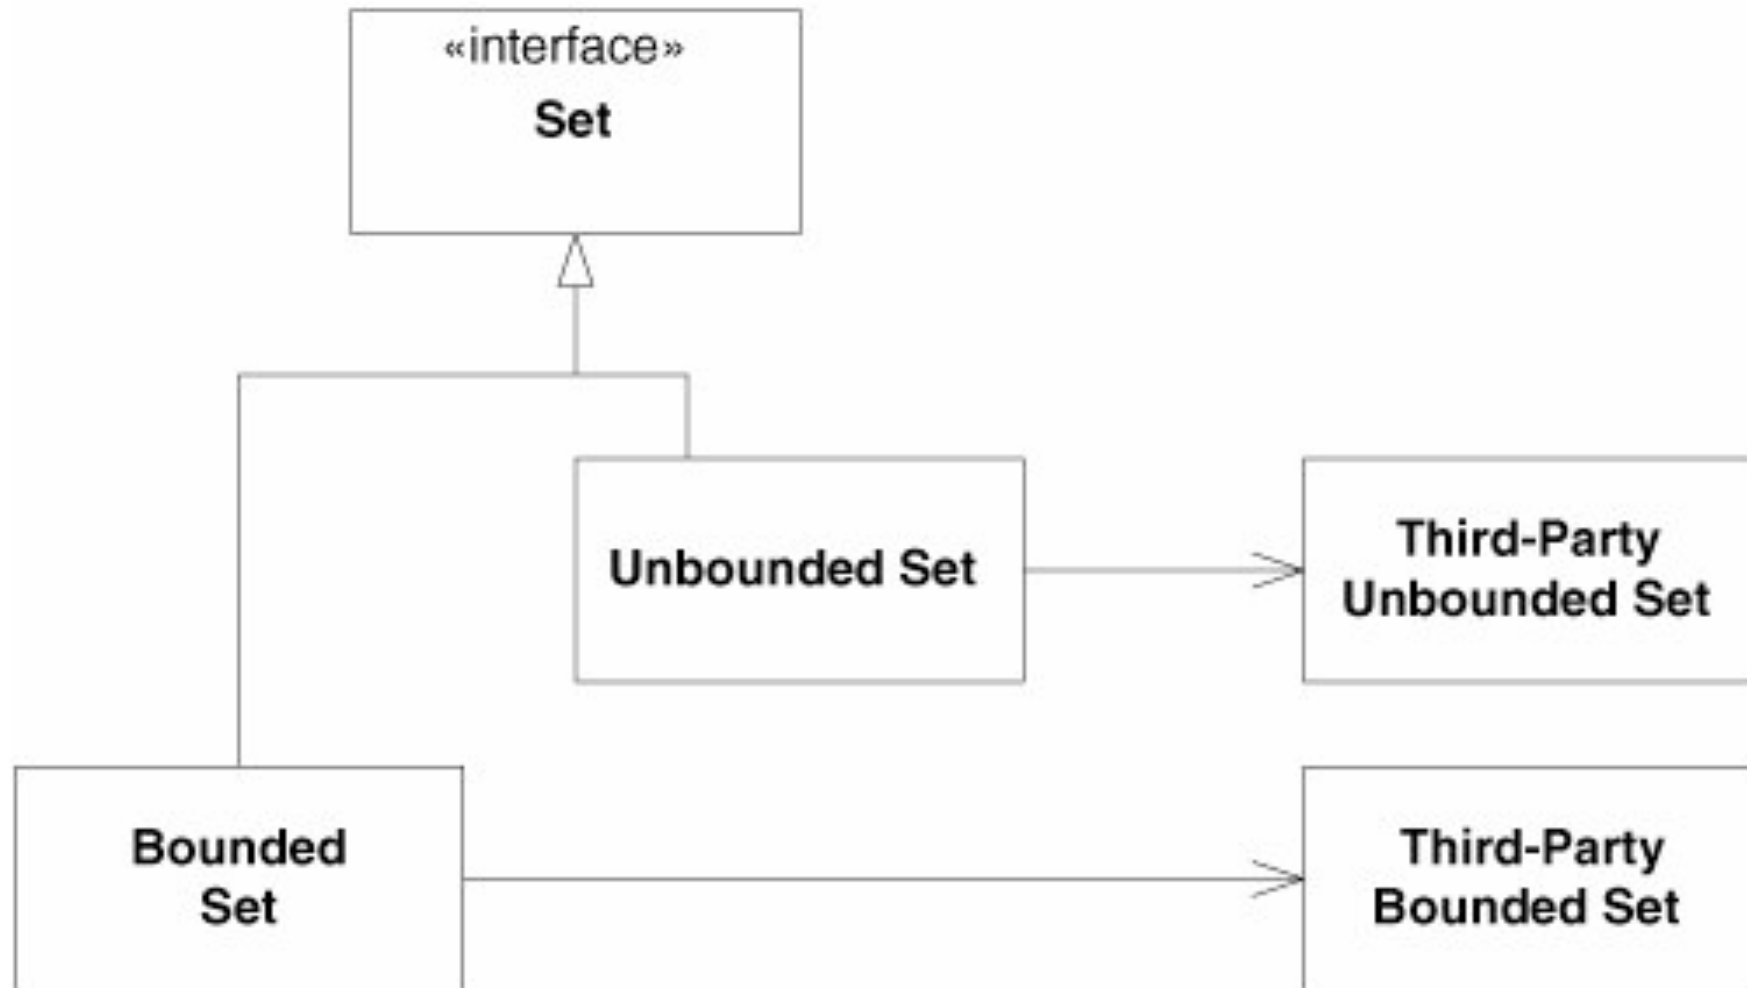 «interface»
Set
Unbounded Set
Third-Party
Unbounded Set
Bounded
Set
Third-Party
Bounded Set